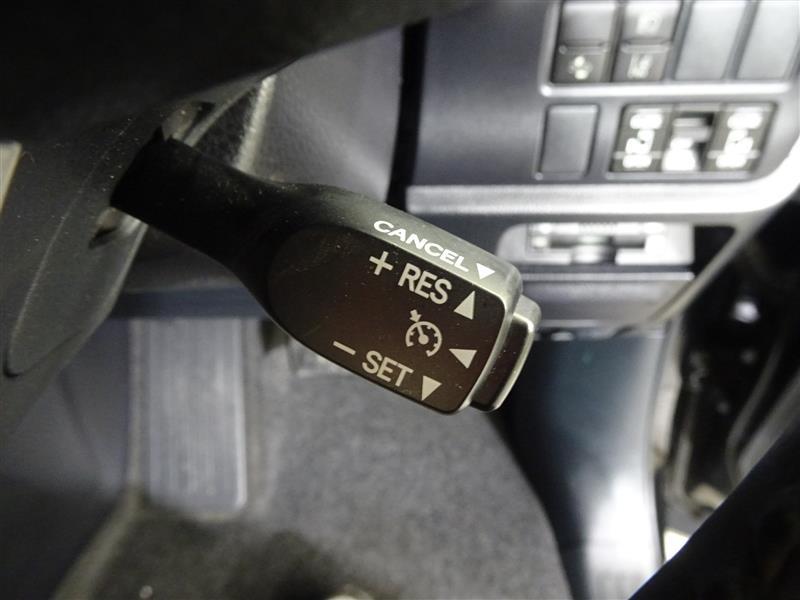 CANCEL ▼
+ RES ▲
− SET ▼